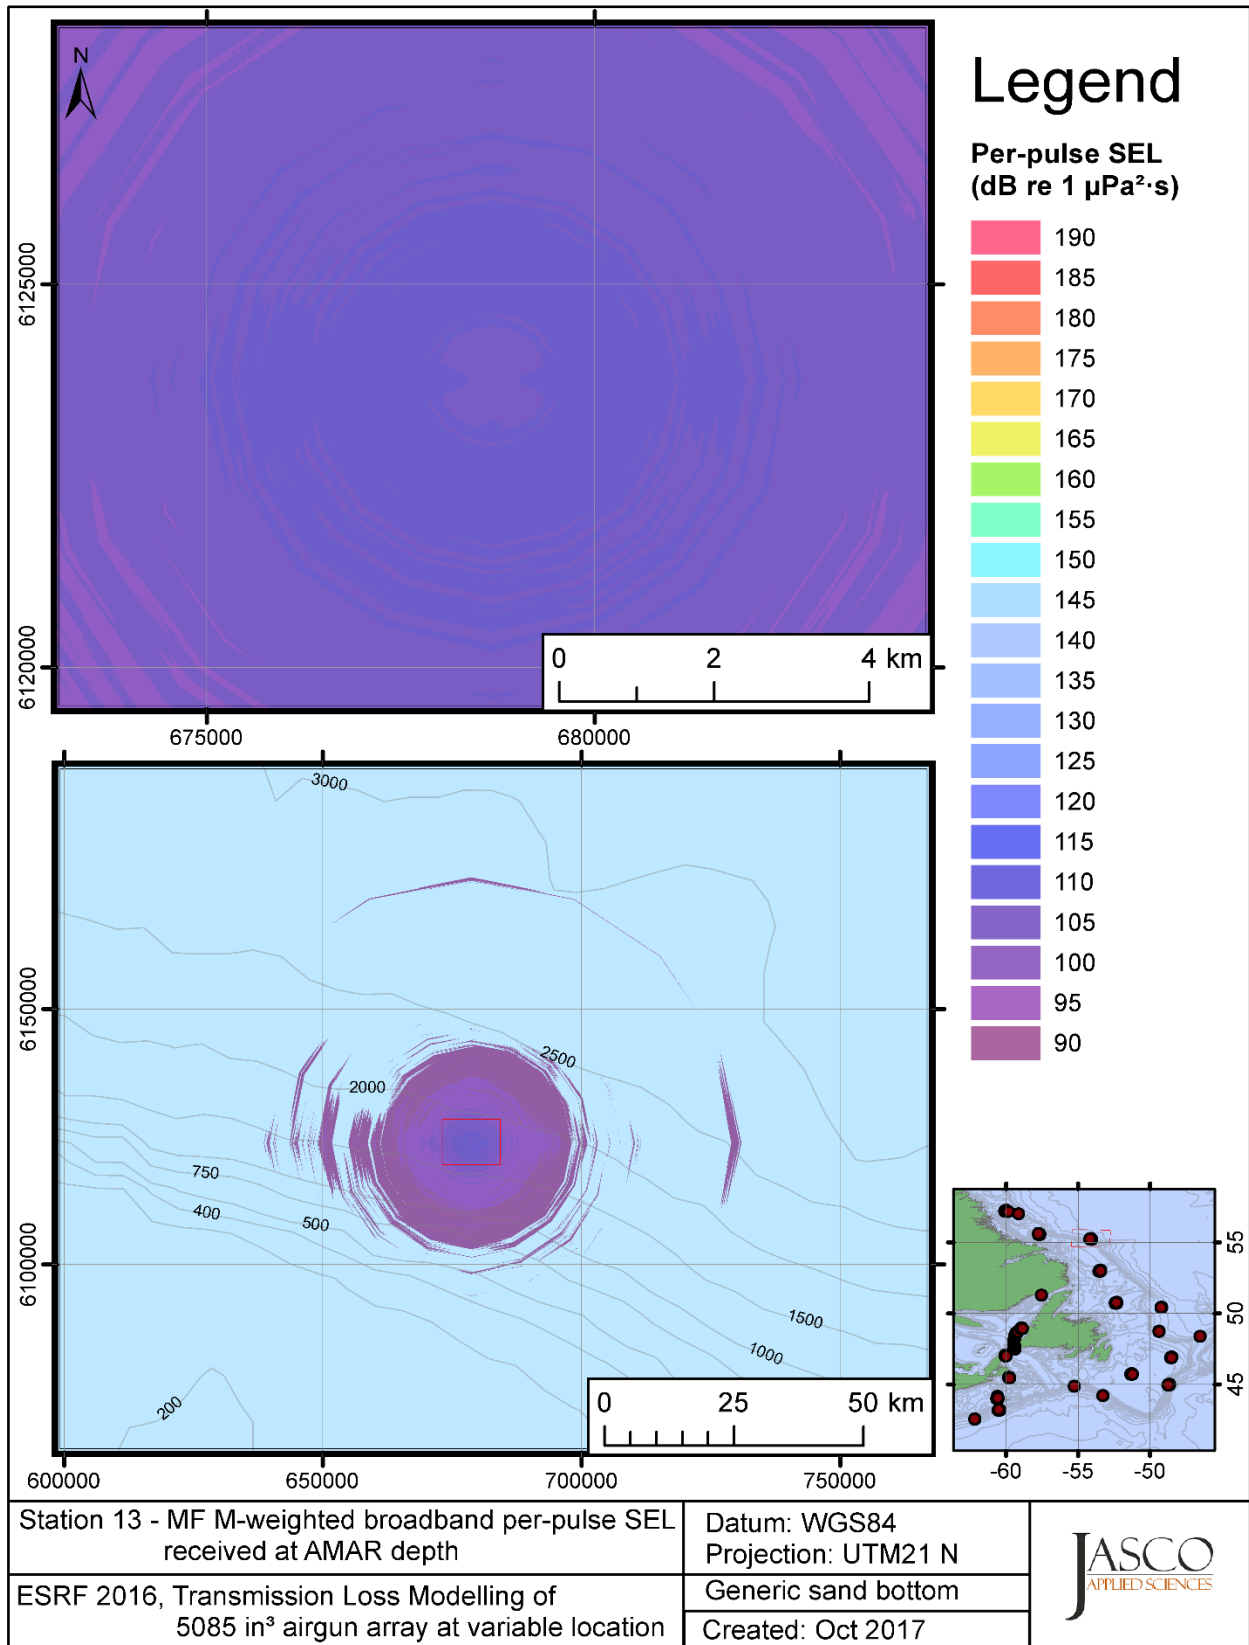 N
6125000
6120000
0 2 4 km
675000 680000
Legend
Per-pulse SEL
(dB re 1 µPa²·s)
190
185
180
175
170
165
160
155
150
145
140
135
130
125
120
115
110
105
100
95
90
3000
2500
2000
750
400
500
1500
1000
200
6150000
6100000
0 25 50 km
600000 650000 700000 750000
55
50
45
-60 -55 -50
Station 13 - MF M-weighted broadband per-pulse SEL
received at AMAR depth
ESRF 2016, Transmission Loss Modelling of
5085 in³ airgun array at variable location
Datum: WGS84
Projection: UTM21 N
Generic sand bottom
Created: Oct 2017
JASCO
APPLIED SCIENCES